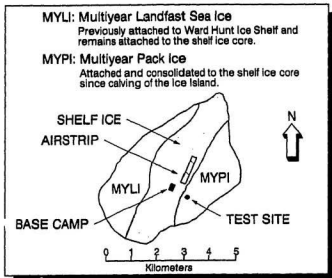 MYLI: Multiyear Landfast Sea Ice
Previously attached to Ward Hunt Ice Shelf and
remains attached to the shelf ice core.
MYPI: Multiyear Pack Ice
Attached and consolidated to the shelf ice core
since calving of the Ice Island.
N
SHELF ICE
AIRSTRIP
MYLI
MYPI
BASE CAMP
TEST SITE
0 1 2 3 4 5
Kilometers